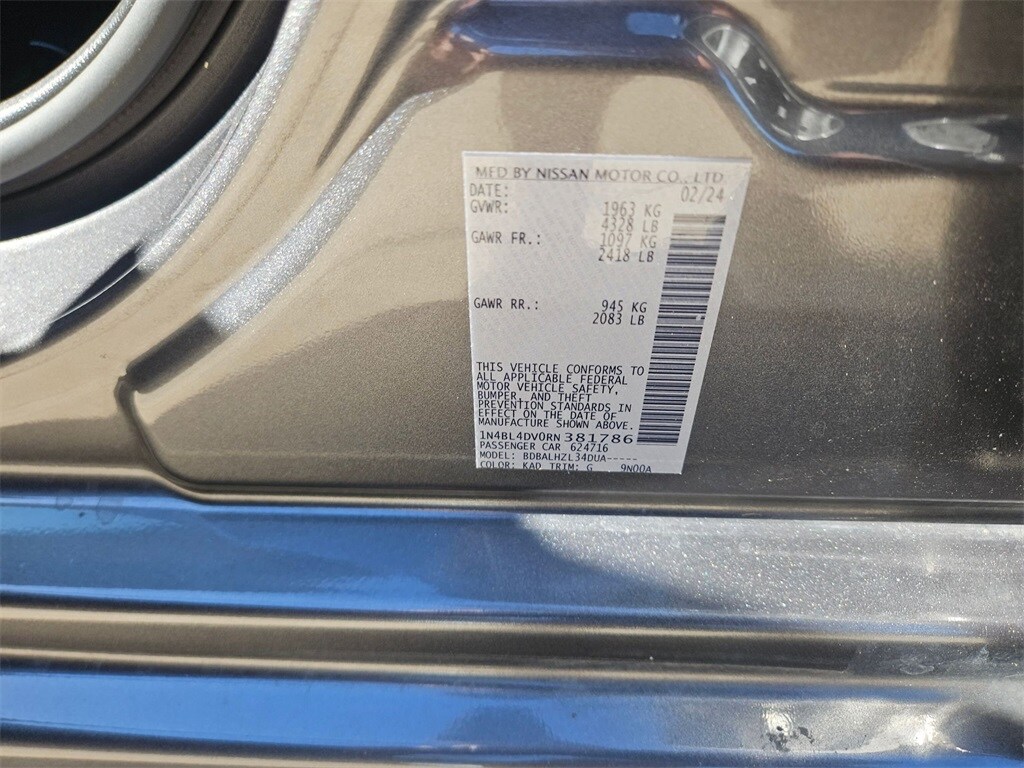 MFD BY NISSAN MOTOR CO., LTD
DATE: 02/24
GVWR: 1963 KG
4328 LB
GAWR FR.: 1097 KG
2418 LB
GAWR RR.: 945 KG
2083 LB
THIS VEHICLE CONFORMS TO
ALL APPLICABLE FEDERAL
MOTOR VEHICLE SAFETY,
BUMPER, AND THEFT
PREVENTION STANDARDS IN
EFFECT ON THE DATE OF
MANUFACTURE SHOWN ABOVE.
1N4BL4DV0RN381786
PASSENGER CAR 624716
MODEL: BDBALHZL34DUA-----
COLOR: KAD TRIM: G 9N00A